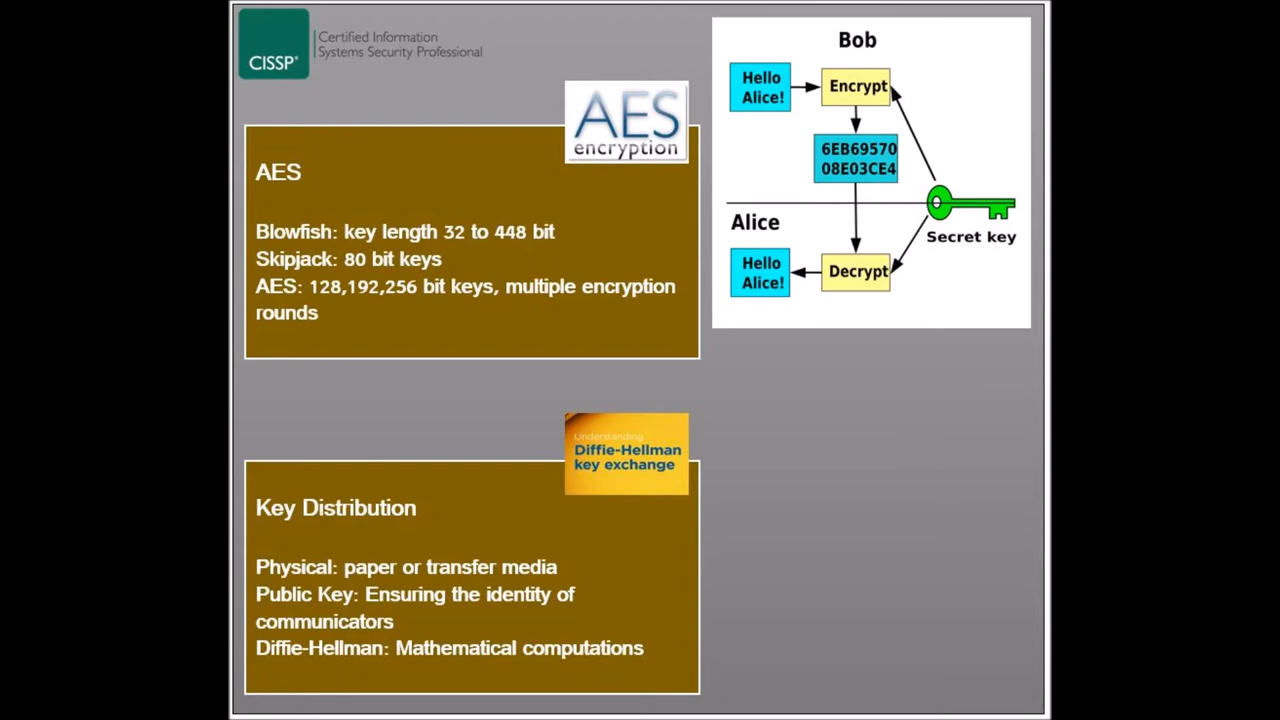 CISSP®
Certified Information
Systems Security Professional
AES
encryption
AES
Blowfish: key length 32 to 448 bit
Skipjack: 80 bit keys
AES: 128,192,256 bit keys, multiple encryption
rounds
Bob
Hello
Alice!
Encrypt
6EB69570
08E03CE4
Alice
Secret key
Hello
Alice!
Decrypt
Understanding
Diffie-Hellman
key exchange
Key Distribution
Physical: paper or transfer media
Public Key: Ensuring the identity of
communicators
Diffie-Hellman: Mathematical computations